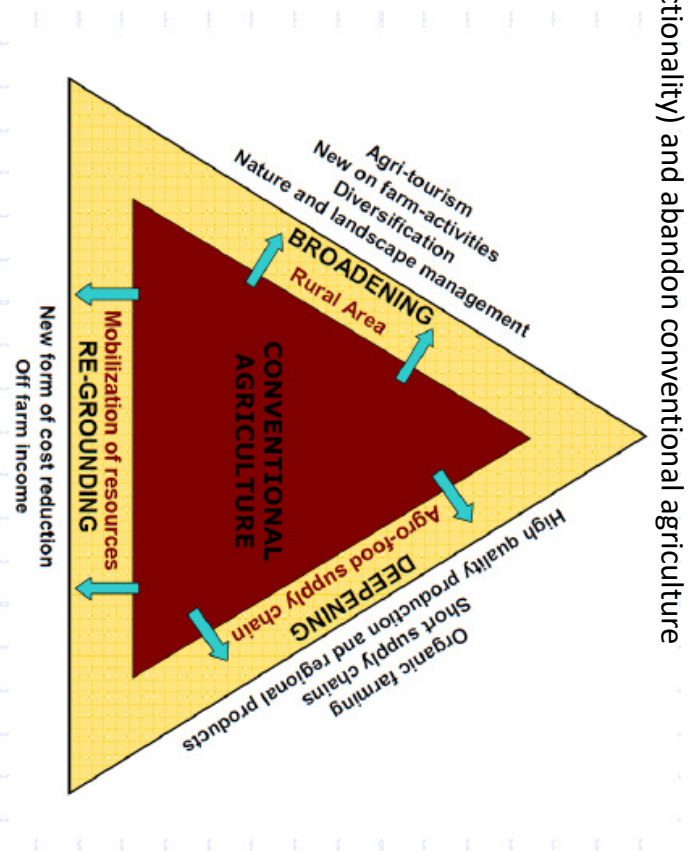 ctionality) and abandon conventional agriculture
Agri-tourism
New on farm-activities
Diversification
Nature and landscape management
BROADENING
Rural Area
CONVENTIONAL
AGRICULTURE
High quality production and regional products
Short supply chains
Organic farming
DEEPENING
Agro-food supply chain
Mobilization of resources
RE-GROUNDING
New form of cost reduction
Off farm income